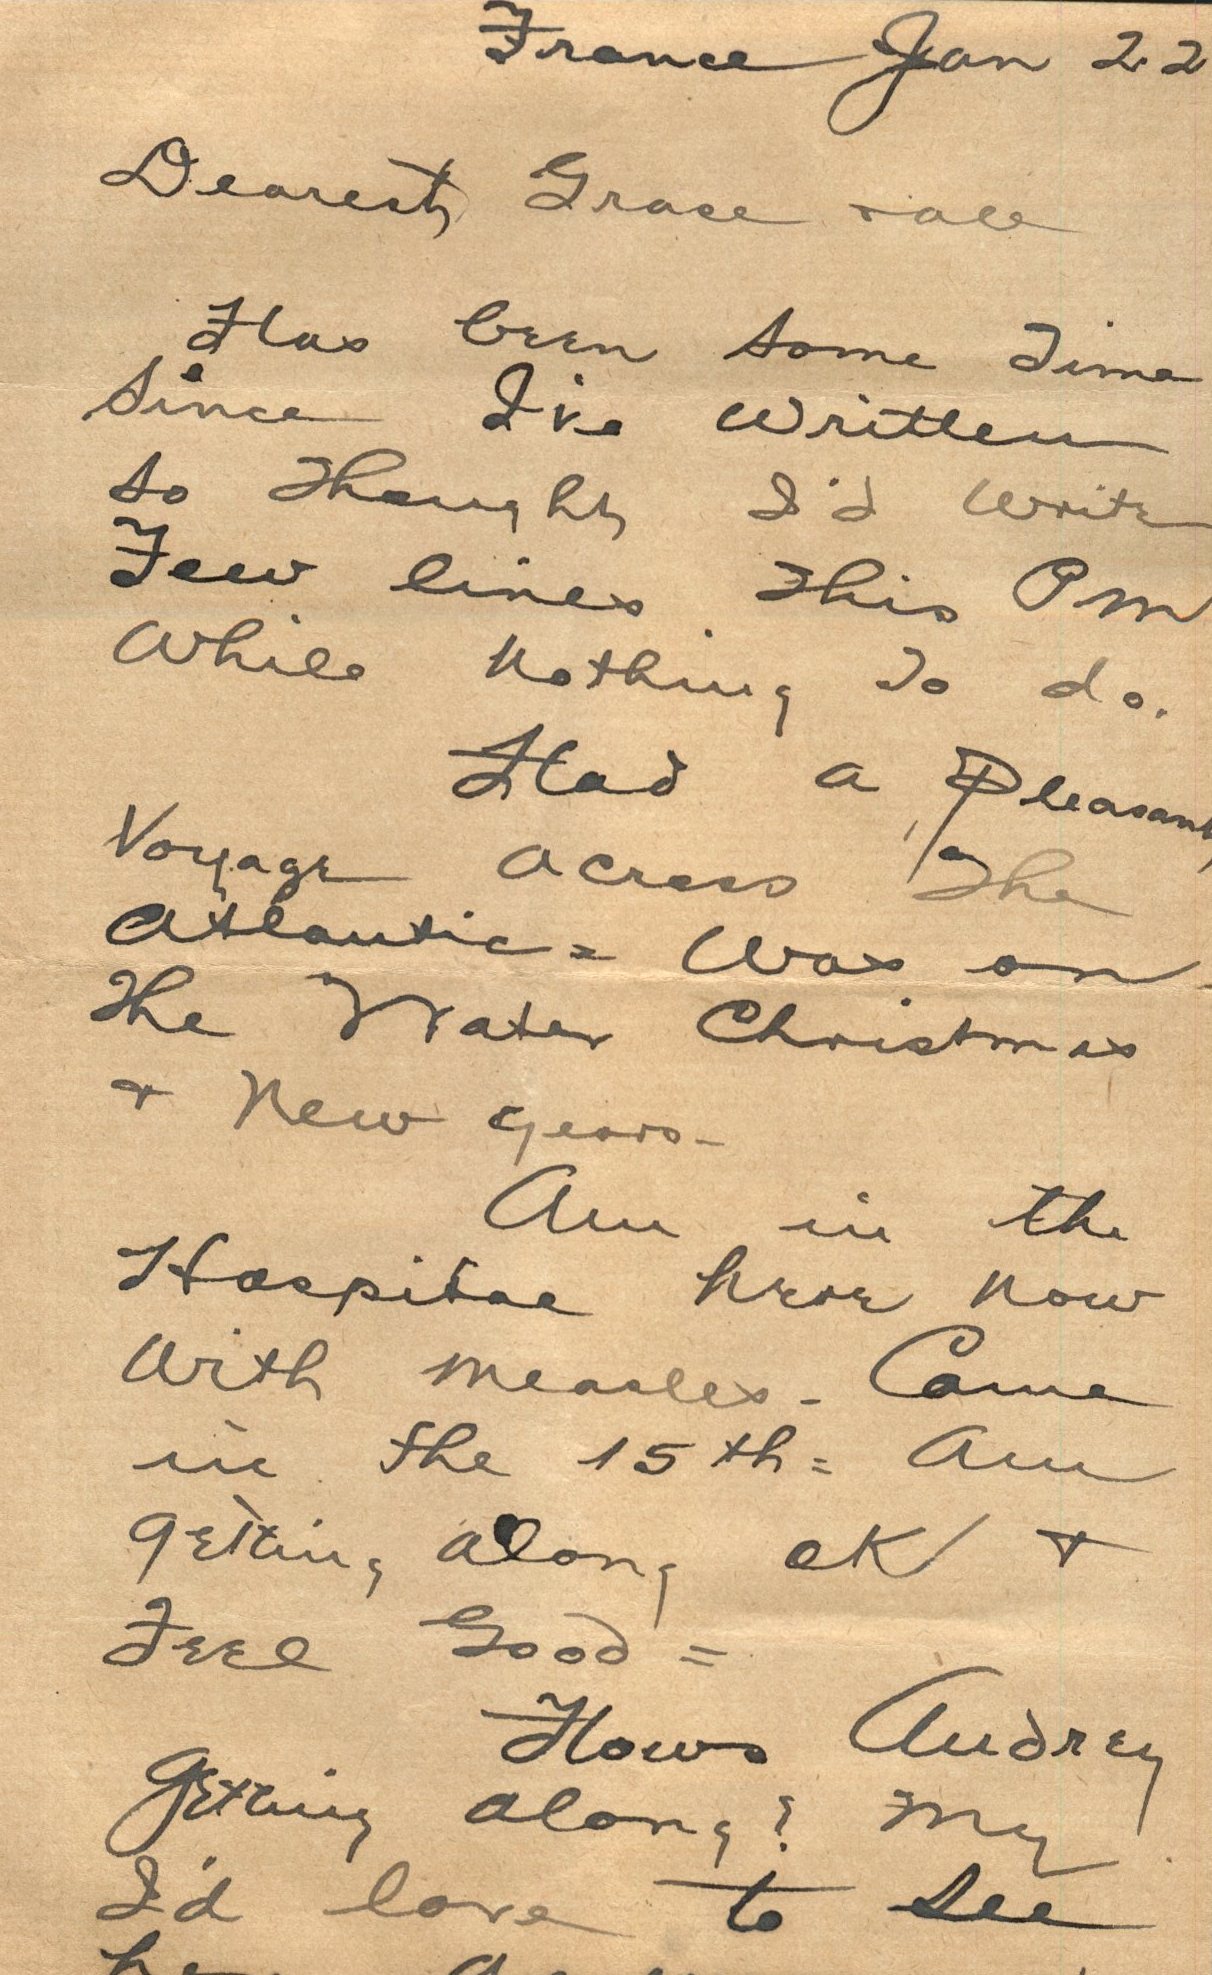 France Jan 22
Dearest Grace + all
Has been some time
since I've written
so thought I'd write
Few lines this PM
while nothing to do.
Had a Pleasant
Voyage across the
Atlantic = was on
the Water Christmas
+ New years -
Am in the
Hospital here now
with measles - Came
in the 15th = Am
getting along OK +
Feel Good =
Hows Audrey
getting along? My
I'd love to see